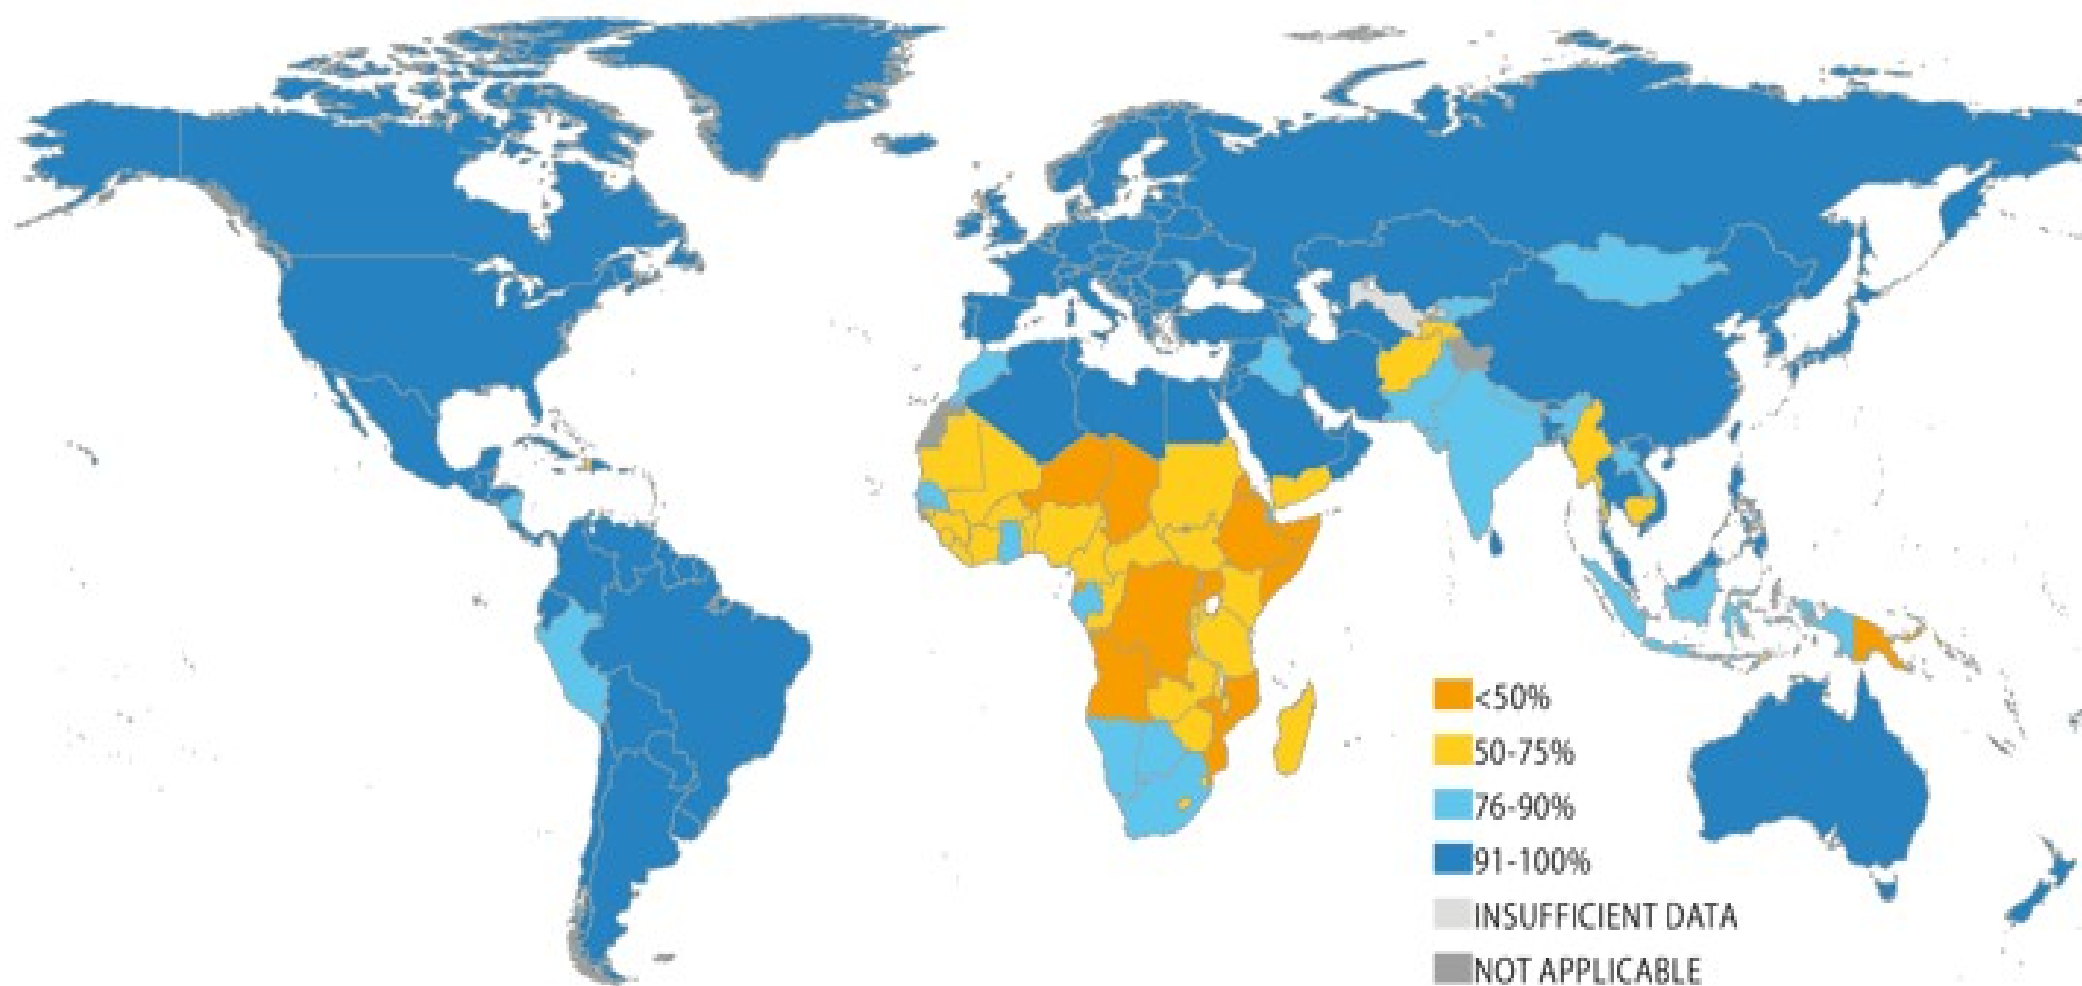 <50%
50-75%
76-90%
91-100%
INSUFFICIENT DATA
NOT APPLICABLE